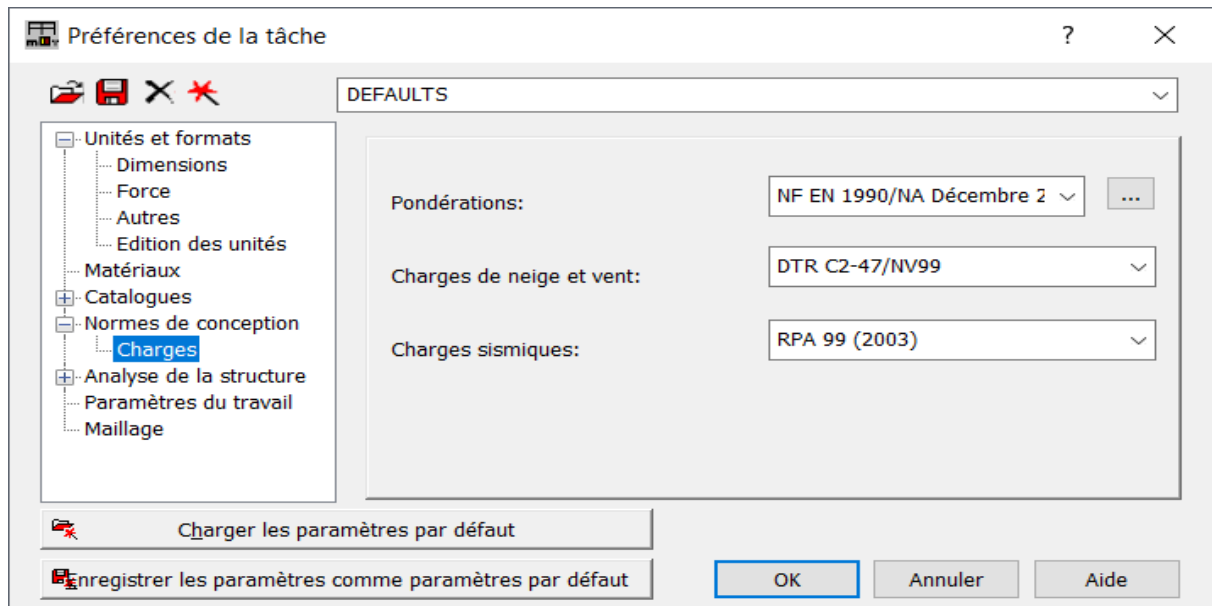 Préférences de la tâche
?
DEFAULTS
Unités et formats
Dimensions
Force
Autres
Edition des unités
Matériaux
Catalogues
Normes de conception
Charges
Analyse de la structure
Paramètres du travail
Maillage
Pondérations:
NF EN 1990/NA Décembre 2
...
Charges de neige et vent:
DTR C2-47/NV99
Charges sismiques:
RPA 99 (2003)
Charger les paramètres par défaut
Enregistrer les paramètres comme paramètres par défaut
OK
Annuler
Aide